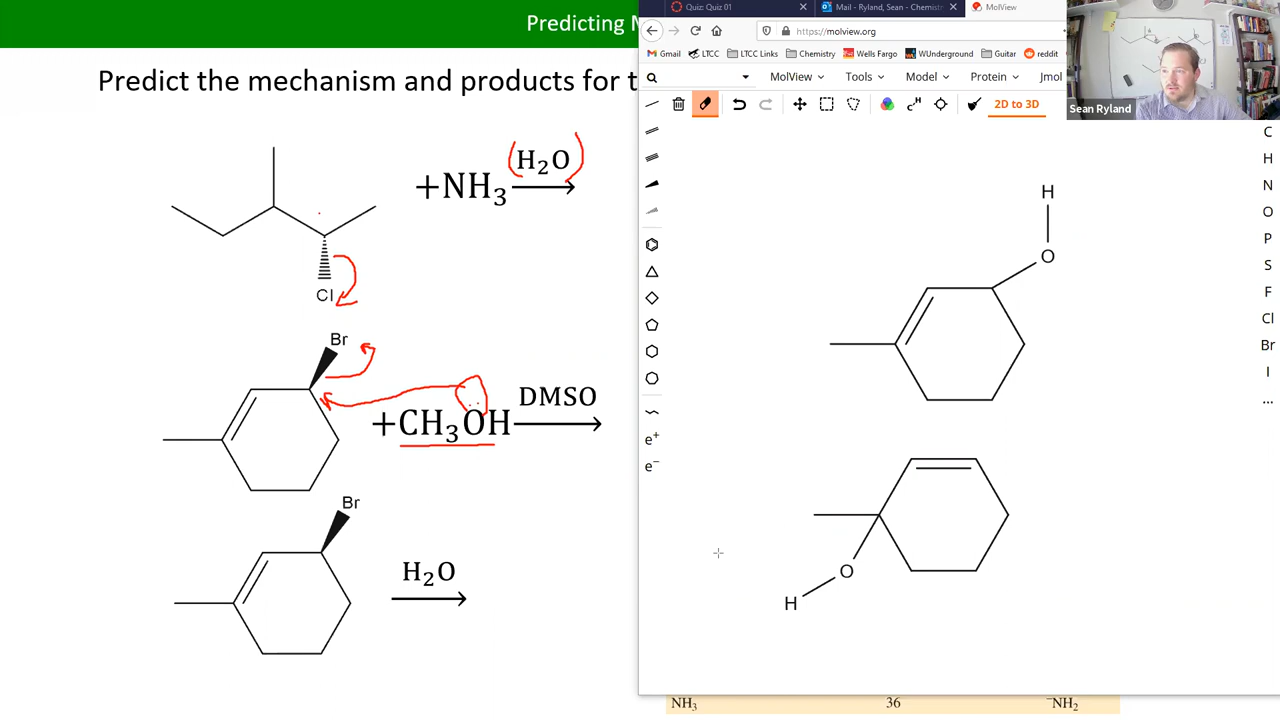 Predicting M
Predict the mechanism and products for t
(H₂O)
+NH₃
Cl
Br
DMSO
+CH₃OH
Br
H₂O
Quiz: Quiz 01
Mail - Ryland, Sean - Chemist
MolView
https://molview.org
Gmail
LTCC
LTCC Links
Chemistry
Wells Fargo
WUnderground
Guitar
reddit
MolView
Tools
Model
Protein
Jmol
2D to 3D
Sean Ryland
e⁺
e⁻
H
O
O
H
C
H
N
O
P
S
F
Cl
Br
I
...
NH₃ 36 ⁻NH₂